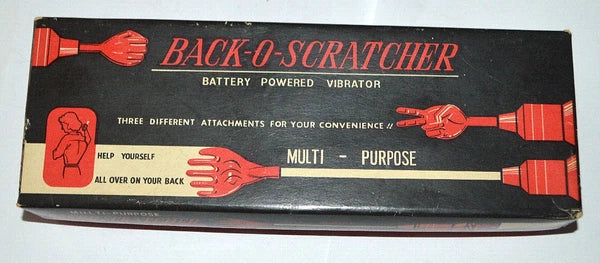 BACK-O-SCRATCHER
BATTERY POWERED VIBRATOR
THREE DIFFERENT ATTACHMENTS FOR YOUR CONVENIENCE!!
MULTI - PURPOSE
HELP YOURSELF
ALL OVER ON YOUR BACK
MULTI-PURPOSE